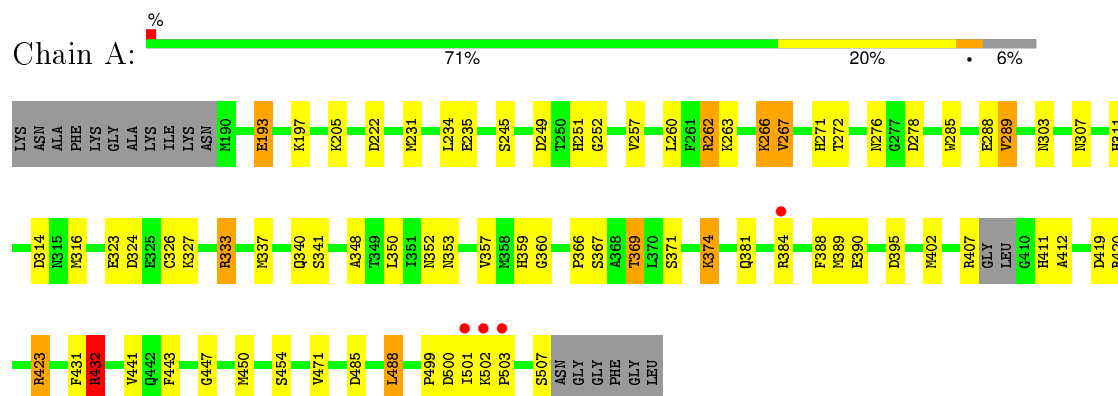 %
Chain A:
71% 20% • 6%
LYS ASN ALA PHE LYS GLY ALA LYS ILE LYS ASN M190 E193 K197 K205 D222 M231 L234 E235 S245 D249 T250 H251 G252 V257 L260 F261 R262 K263 K266 V267 H271 T272 N276 G277 D278 W285 E288 V289 N303 N307
D314 N315 M316 E323 D324 E325 C326 K327 R333 M337 Q340 S341 A348 T349 L350 I351 N352 N353 V357 M358 H359 G360 P366 S367 A368 T369 L370 S371 K374 Q381 R384 F388 M389 E390 D395 M402 R407 GLY LEU G410 H411 A412 D419
R423 F431 R432 V441 Q442 F443 G447 M450 S454 V471 D485 L488 P499 D500 I501 K502 P503 S507 ASN GLY GLY PHE GLY LEU